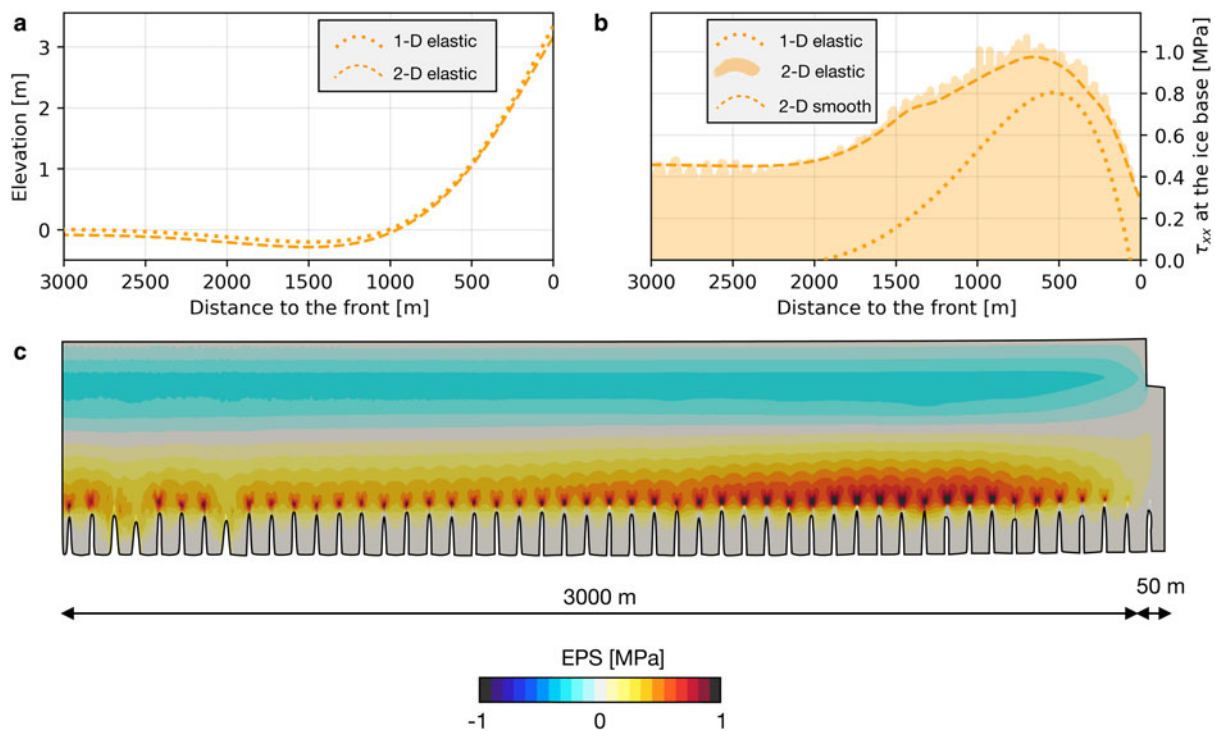 a
1-D elastic
2-D elastic
Elevation [m]
3
2
1
0
3000 2500 2000 1500 1000 500 0
Distance to the front [m]
b
1-D elastic
2-D elastic
2-D smooth
1.0
0.8
0.6
0.4
0.2
0.0
τxx at the ice base [MPa]
3000 2500 2000 1500 1000 500 0
Distance to the front [m]
c
3000 m
50 m
EPS [MPa]
-1 0 1